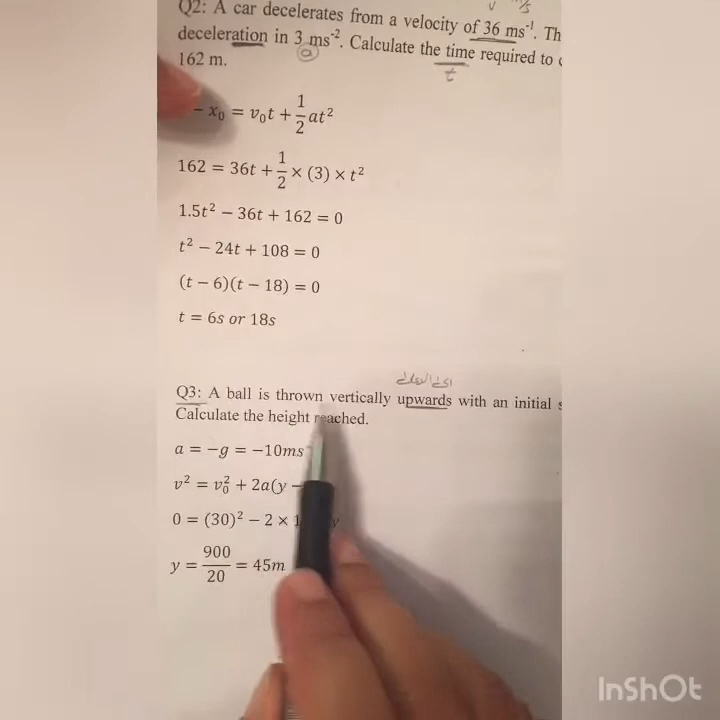 v m/s
Q2: A car decelerates from a velocity of 36 ms⁻¹. Th
deceleration in 3 ms⁻². Calculate the time required to
a t
162 m.
− x₀ = v₀t + 1/2 at²
162 = 36t + 1/2 × (3) × t²
1.5t² − 36t + 162 = 0
t² − 24t + 108 = 0
(t − 6)(t − 18) = 0
t = 6s or 18s
Q3: A ball is thrown vertically upwards with an initial s
Calculate the height reached.
a = −g = −10ms
v² = v₀² + 2a(y −
0 = (30)² − 2 × 1 y
y = 900/20 = 45m
InShOt